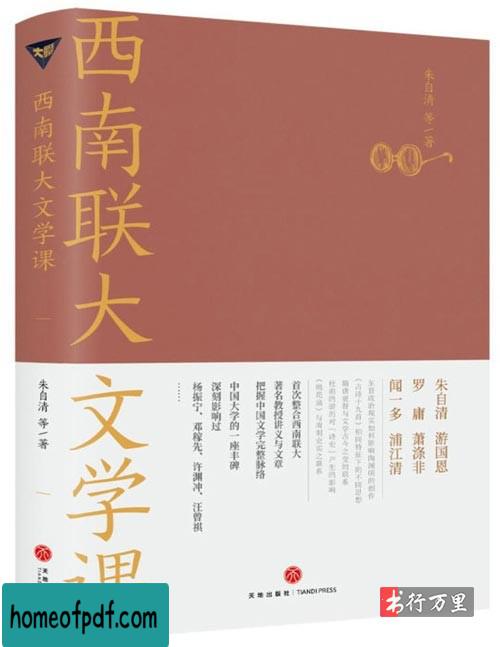 大鱼
西南联大文学课
朱自清 等一著
西南联大文学课
朱自清 等一著
朱自清 游国恩
罗庸 萧涤非
闻一多 浦江清
首次整合西南联大
著名教授讲义与文章
把握中国文学完整脉络
中国大学的一座丰碑
深刻影响过
杨振宁、邓稼先、许渊冲、汪曾祺
……
天地出版社 | TIANDI PRESS
homeofpdf.com
书行万里